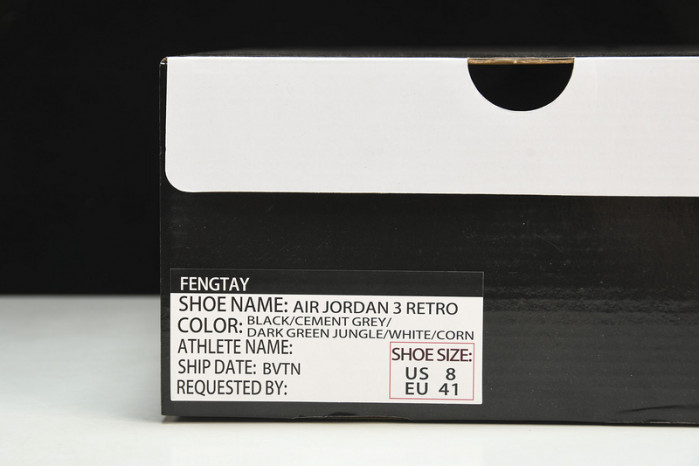 FENGTAY
SHOE NAME: AIR JORDAN 3 RETRO
COLOR: BLACK/CEMENT GREY/
DARK GREEN JUNGLE/WHITE/CORN
ATHLETE NAME:
SHIP DATE: BVTN
REQUESTED BY:
SHOE SIZE:
US 8
EU 41